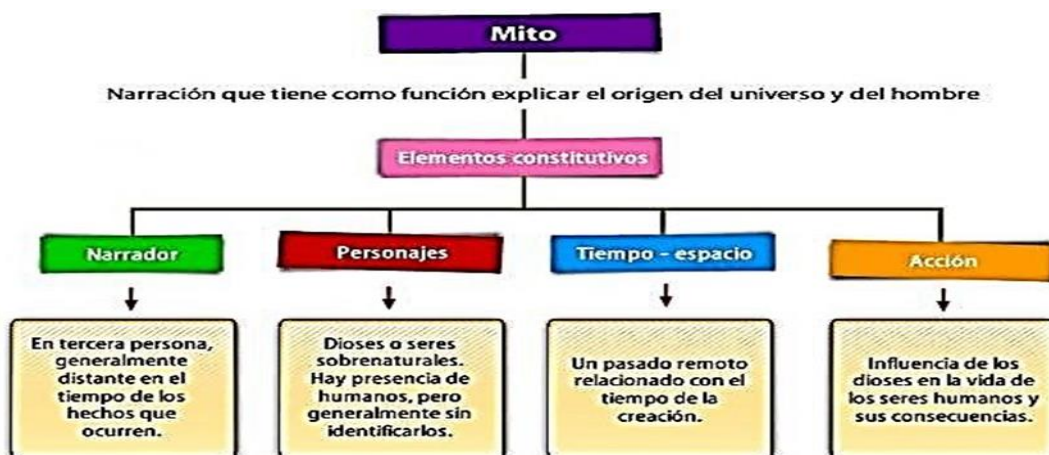 Mito
Narración que tiene como función explicar el origen del universo y del hombre
Elementos constitutivos
Narrador
Personajes
Tiempo – espacio
Acción
En tercera persona,
generalmente
distante en el
tiempo de los
hechos que
ocurren.
Dioses o seres
sobrenaturales.
Hay presencia de
humanos, pero
generalmente sin
identificarlos.
Un pasado remoto
relacionado con el
tiempo de la
creación.
Influencia de los
dioses en la vida de
los seres humanos y
sus consecuencias.